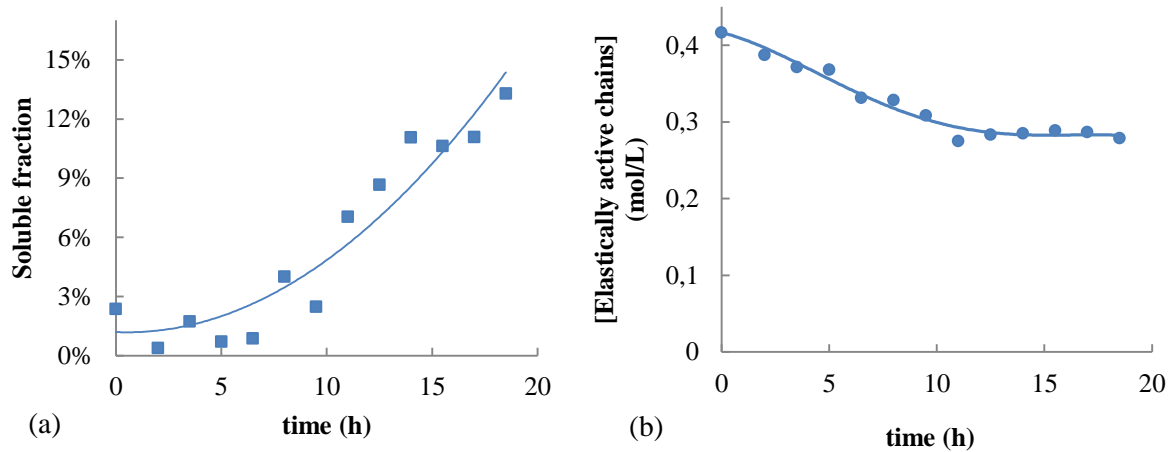 Soluble fraction
15%
12%
9%
6%
3%
0%
0 5 10 15 20
time (h)
(a)
[Elastically active chains]
(mol/L)
0,4
0,3
0,2
0,1
0
0 5 10 15 20
time (h)
(b)